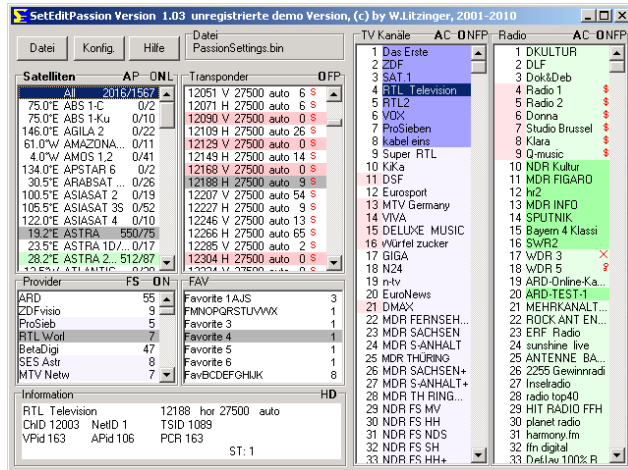 SetEditPassion Version 1.03 unregistrierte demo Version, (c) by W.Litzinger, 2001-2010
Datei Konfig. Hilfe
Datei
PassionSettings.bin
Satelliten AP ONL
All 2016/1567
75.0°E ABS 1-C 0/2
75.0°E ABS 1-Ku 0/10
146.0°E AGILA 2 0/22
61.0°W AMAZONA... 0/11
4.0°W AMOS 1,2 0/41
134.0°E APSTAR 6 0/2
30.5°E ARABSAT ... 0/26
100.5°E ASIASAT 2 0/19
105.5°E ASIASAT 3S 0/52
122.0°E ASIASAT 4 0/10
19.2°E ASTRA 550/75
23.5°E ASTRA 1D/... 0/17
28.2°E ASTRA 2... 512/87
Transponder 0FP
12051 V 27500 auto 6 S
12071 H 27500 auto 6 S
12090 V 27500 auto 0 S
12109 H 27500 auto 26 S
12129 V 27500 auto 0 S
12149 H 27500 auto 14 S
12168 V 27500 auto 0 S
12188 H 27500 auto 9 S
12207 V 27500 auto 54 S
12227 H 27500 auto 9 S
12246 V 27500 auto 13 S
12266 H 27500 auto 65 S
12285 V 27500 auto 2 S
12304 H 27500 auto 0 S
Provider FS ON
ARD 55
ZDFvisio 9
ProSieb 5
RTL Worl 7
BetaDigi 47
SES Astr 8
MTV Netw 7
FAV
Favorite 1AJS 3
FMNOPQRSTUVWX 1
Favorite 3 1
Favorite 4 1
Favorite 5 1
Favorite 6 1
FavBCDEFGHIJK 8
Information HD
RTL Television 12188 hor 27500 auto
ChID 12003 NetID 1 TSID 1089
VPid 163 APid 106 PCR 163
ST: 1
TV Kanäle AC ONFP
1 Das Erste
2 ZDF
3 SAT.1
4 RTL Television
5 RTL2
6 VOX
7 ProSieben
8 kabel eins
9 Super RTL
10 KiKa
11 DSF
12 Eurosport
13 MTV Germany
14 VIVA
15 DELUXE MUSIC
16 Würfel zucker
17 GIGA
18 N24
19 n-tv
20 EuroNews
21 DMAX
22 MDR FERNSEH...
23 MDR SACHSEN
24 MDR S-ANHALT
25 MDR THÜRING
26 MDR SACHSEN+
27 MDR S-ANHALT+
28 MDR TH RING...
29 NDR FS MV
30 NDR FS HH
31 NDR FS NDS
32 NDR FS SH
33 NDR FS HH+
Radio AC ONFP
1 DKULTUR
2 DLF
3 Dok&Deb
4 Radio 1 $
5 Radio 2 $
6 Donna $
7 Studio Brussel $
8 Klara $
9 Q-music $
10 NDR Kultur
11 MDR FIGARO
12 hr2
13 MDR INFO
14 SPUTNIK
15 Bayern 4 Klassi
16 SWR2
17 WDR 3 X
18 WDR 5 ?
19 ARD-Online-Ka...
20 ARD-TEST-1
21 MEHRKANALT...
22 ROCK ANT EN...
23 ERF Radio
24 sunshine live
25 ANTENNE BA...
26 2255 Gewinnradi
27 Inselradio
28 radio top40
29 HIT RADIO FFH
30 planet radio
31 harmony.fm
32 ffn digital
33 DefJay 100% R